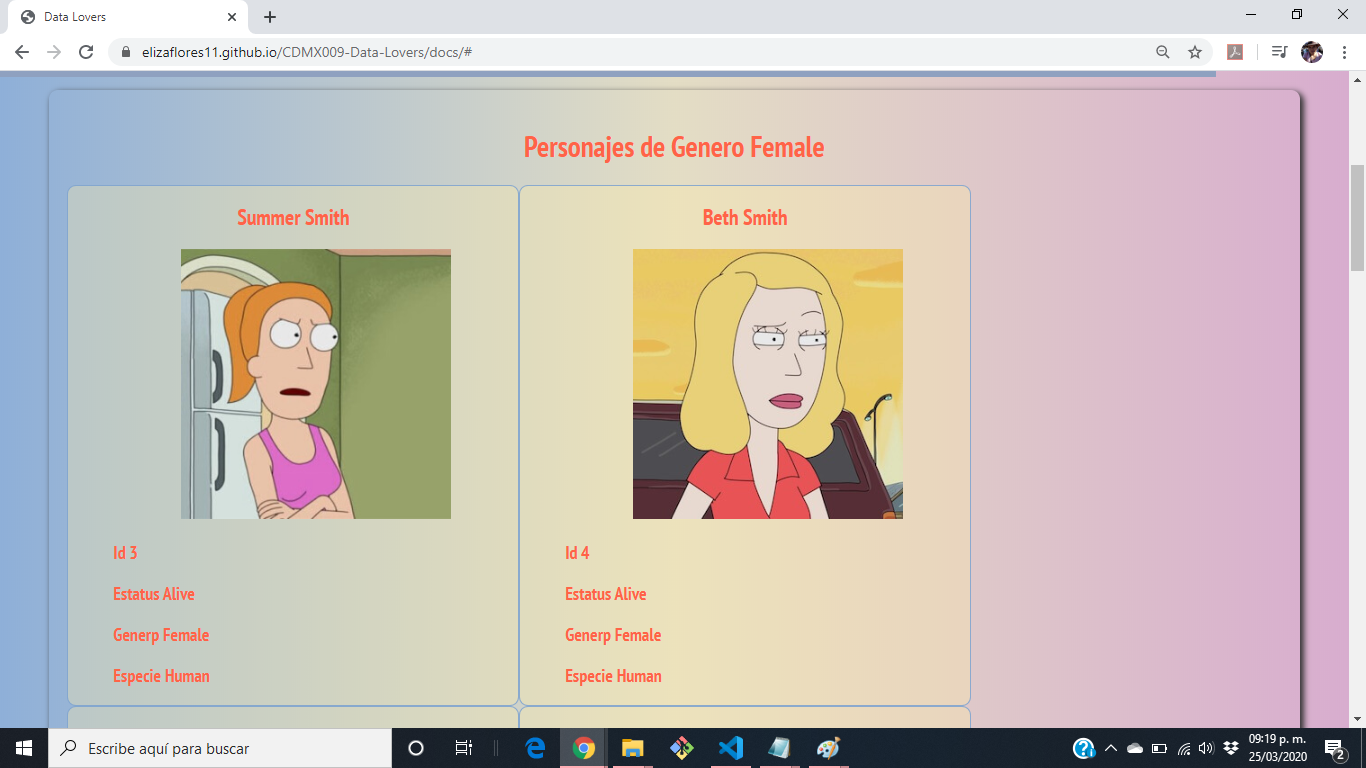 Data Lovers
elizaflores11.github.io/CDMX009-Data-Lovers/docs/#
Personajes de Genero Female
Summer Smith
Beth Smith
Id 3
Estatus Alive
Generp Female
Especie Human
Id 4
Estatus Alive
Generp Female
Especie Human
Escribe aquí para buscar
09:19 p. m.
25/03/2020
2